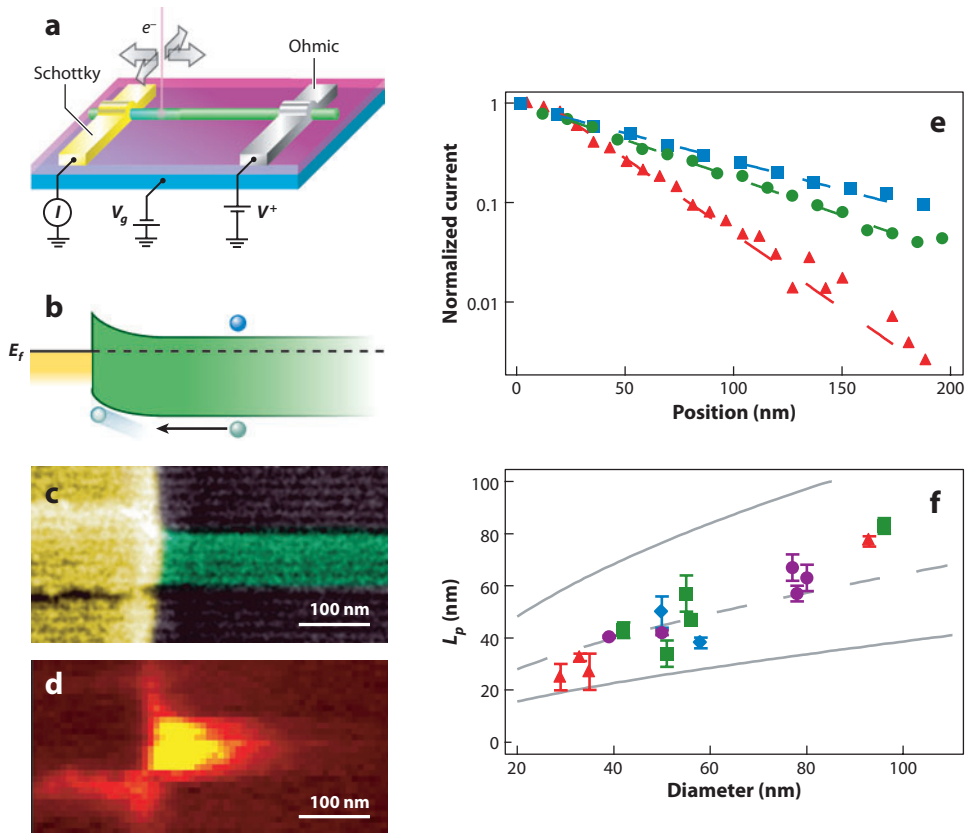 a
e⁻
Ohmic
Schottky
I
V_g
V⁺
b
E_f
c
100 nm
d
100 nm
e
Normalized current
1
0.1
0.01
0
50
100
150
200
Position (nm)
f
L_p (nm)
100
80
60
40
20
0
20
40
60
80
100
Diameter (nm)